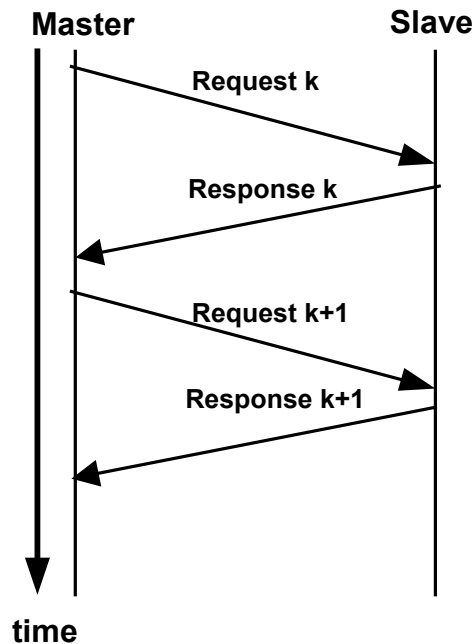 Master
Slave
Request k
Response k
Request k+1
Response k+1
time